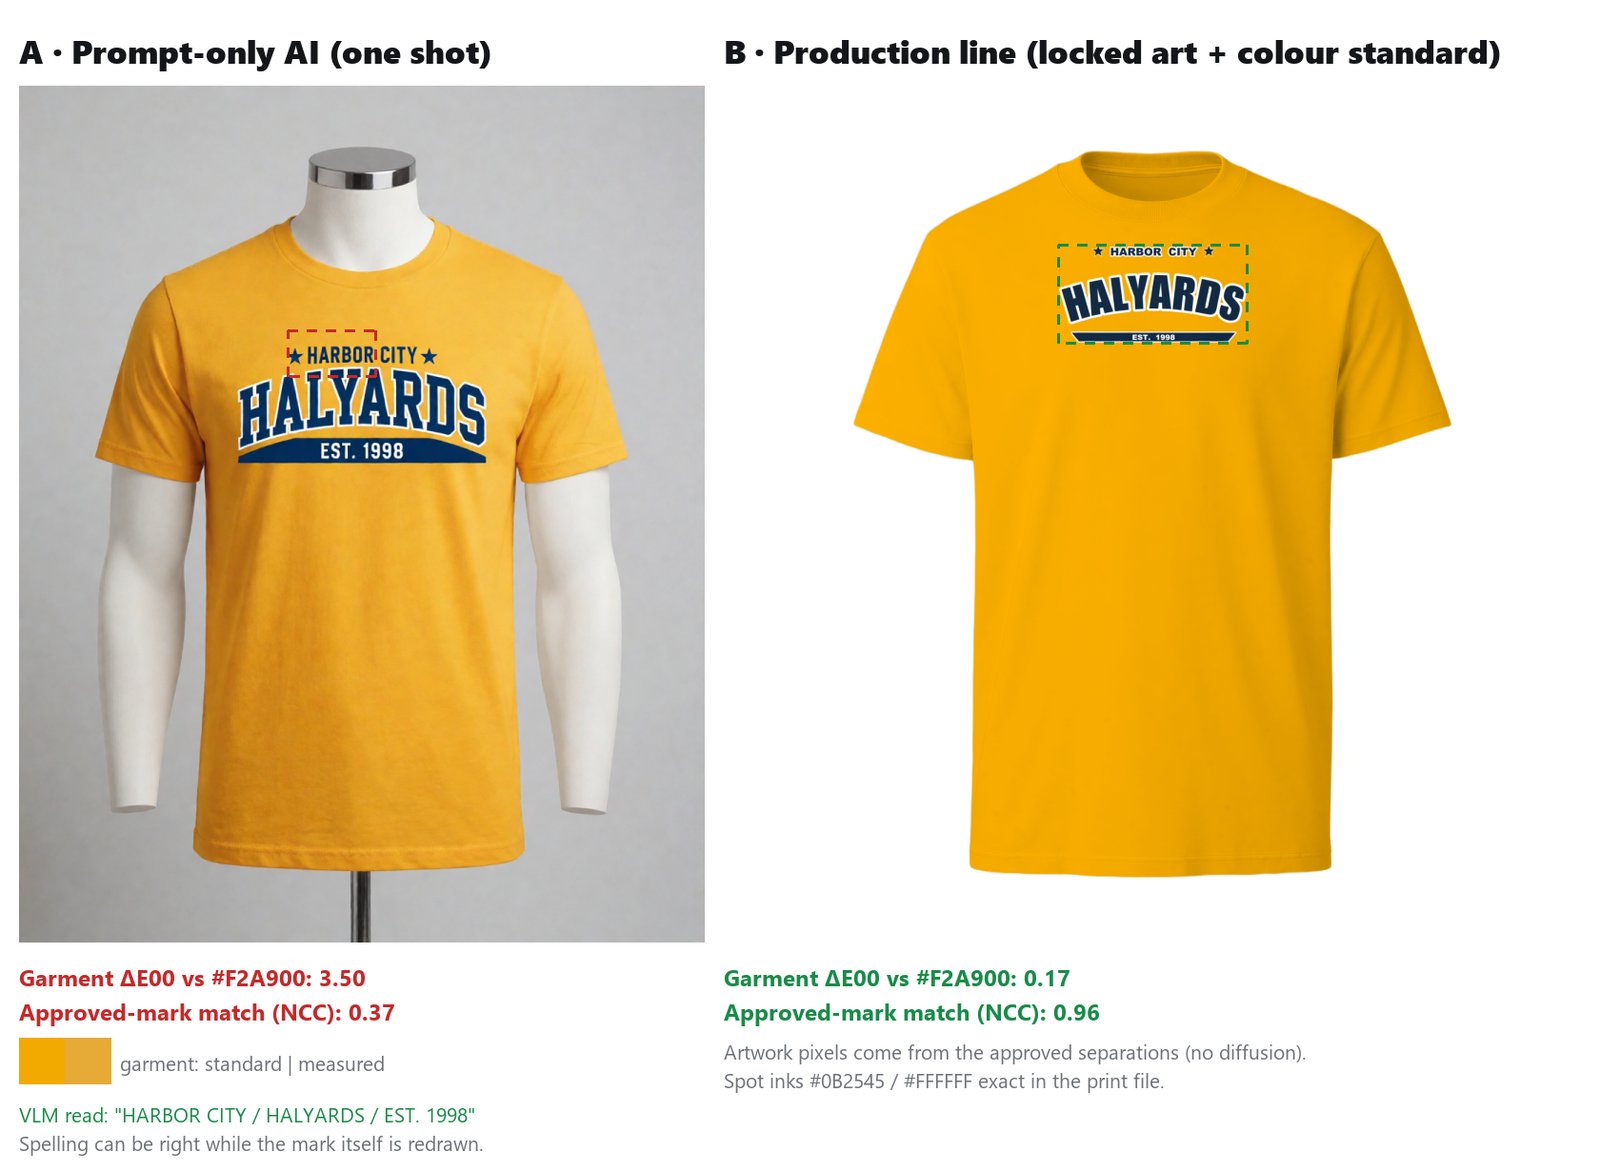 A · Prompt-only AI (one shot)
★ HARBOR CITY ★
HALYARDS
EST. 1998
Garment ΔE00 vs #F2A900: 3.50
Approved-mark match (NCC): 0.37
garment: standard | measured
VLM read: "HARBOR CITY / HALYARDS / EST. 1998"
Spelling can be right while the mark itself is redrawn.
B · Production line (locked art + colour standard)
★ HARBOR CITY ★
HALYARDS
EST. 1998
Garment ΔE00 vs #F2A900: 0.17
Approved-mark match (NCC): 0.96
Artwork pixels come from the approved separations (no diffusion).
Spot inks #0B2545 / #FFFFFF exact in the print file.